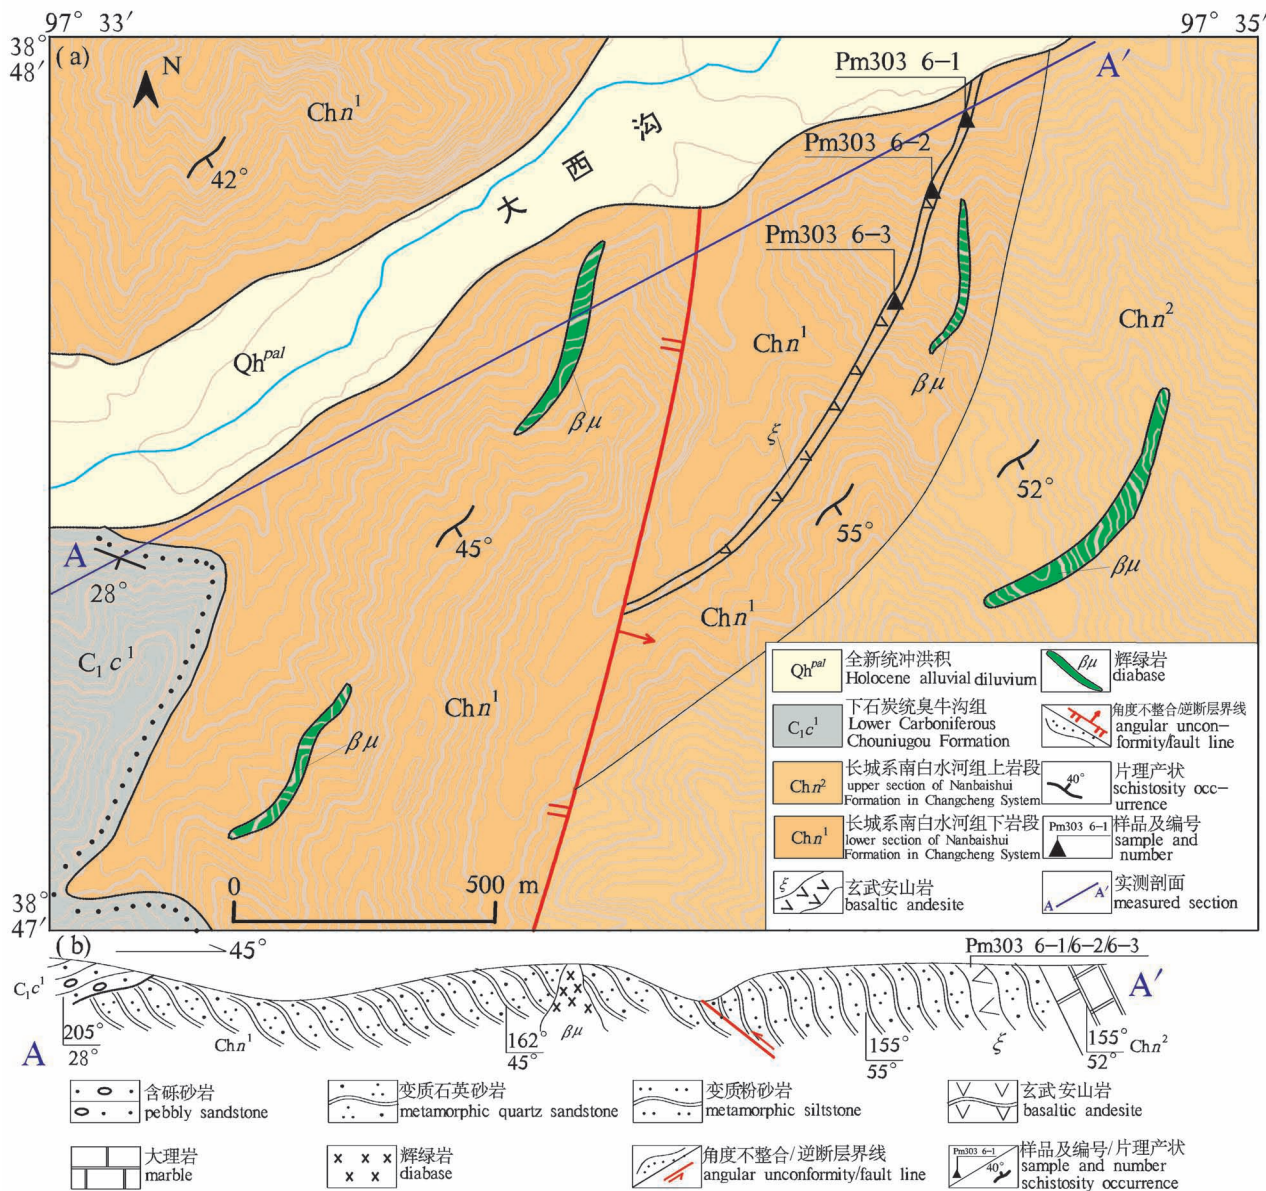 97° 33′
97° 35′
38°
48′
(a)
N
Chn¹
42°
大西沟
Pm303 6-1
A′
Pm303 6-2
Pm303 6-3
Chn¹
Chn²
Qh^pal
βμ
βμ
ξ
52°
55°
45°
βμ
A
28°
C₁c¹
Chn¹
Chn¹
βμ
0
500 m
38°
47′
Qh^pal
全新统冲洪积
Holocene alluvial diluvium
C₁c¹
下石炭统臭牛沟组
Lower Carboniferous
Chouniugou Formation
Chn²
长城系南白水河组上岩段
upper section of Nanbaishui
Formation in Changcheng System
Chn¹
长城系南白水河组下岩段
lower section of Nanbaishui
Formation in Changcheng System
ξ
玄武安山岩
basaltic andesite
βμ
辉绿岩
diabase
角度不整合/逆断层界线
angular uncon-
formity/fault line
40°
片理产状
schistosity occ-
urrence
Pm303 6-1
样品及编号
sample and
number
A
A′
实测剖面
measured section
(b)
45°
Pm303 6-1/6-2/6-3
C₁c¹
A′
205°
28°
A
Chn¹
162°
45°
βμ
155°
55°
ξ
155°
52°
Chn²
含砾砂岩
pebbly sandstone
变质石英砂岩
metamorphic quartz sandstone
变质粉砂岩
metamorphic siltstone
玄武安山岩
basaltic andesite
大理岩
marble
辉绿岩
diabase
角度不整合/逆断层界线
angular unconformity/fault line
Pm303 6-1
40°
样品及编号/片理产状
sample and number
schistosity occurrence